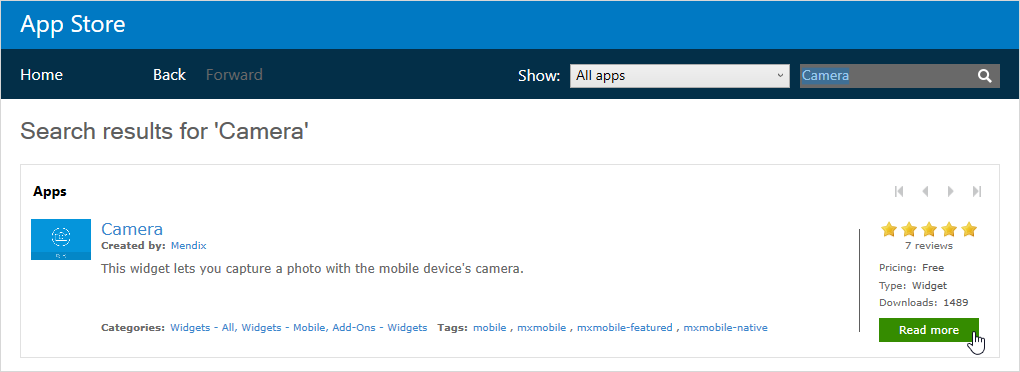 App Store
Home Back Forward Show: All apps Camera
Search results for 'Camera'
Apps
Camera
Created by: Mendix
This widget lets you capture a photo with the mobile device's camera.
Categories: Widgets - All, Widgets - Mobile, Add-Ons - Widgets Tags: mobile , mxmobile , mxmobile-featured , mxmobile-native
7 reviews
Pricing: Free
Type: Widget
Downloads: 1489
Read more